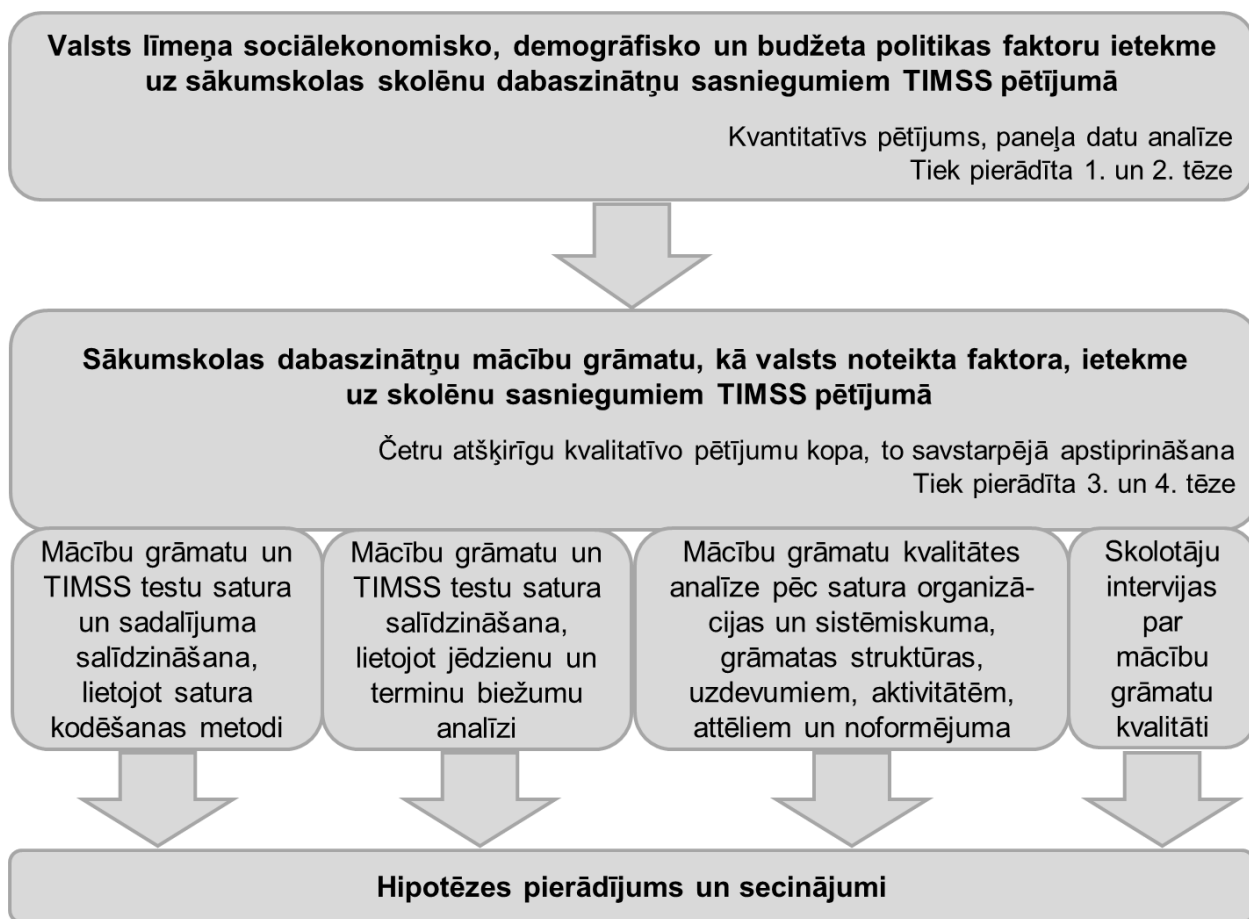 Valsts līmeņa sociālekonomisko, demogrāfisko un budžeta politikas faktoru ietekme
uz sākumskolas skolēnu dabaszinātņu sasniegumiem TIMSS pētījumā
Kvantitatīvs pētījums, paneļa datu analīze
Tiek pierādīta 1. un 2. tēze
Sākumskolas dabaszinātņu mācību grāmatu, kā valsts noteikta faktora, ietekme
uz skolēnu sasniegumiem TIMSS pētījumā
Četru atšķirīgu kvalitatīvo pētījumu kopa, to savstarpējā apstiprināšana
Tiek pierādīta 3. un 4. tēze
Mācību grāmatu un
TIMSS testu satura
un sadalījuma
salīdzināšana,
lietojot satura
kodēšanas metodi
Mācību grāmatu un
TIMSS testu satura
salīdzināšana,
lietojot jēdzienu un
terminu biežumu
analīzi
Mācību grāmatu kvalitātes
analīze pēc satura organizā-
cijas un sistēmiskuma,
grāmatas struktūras,
uzdevumiem, aktivitātēm,
attēliem un noformējuma
Skolotāju
intervijas
par
mācību
grāmatu
kvalitāti
Hipotēzes pierādījums un secinājumi